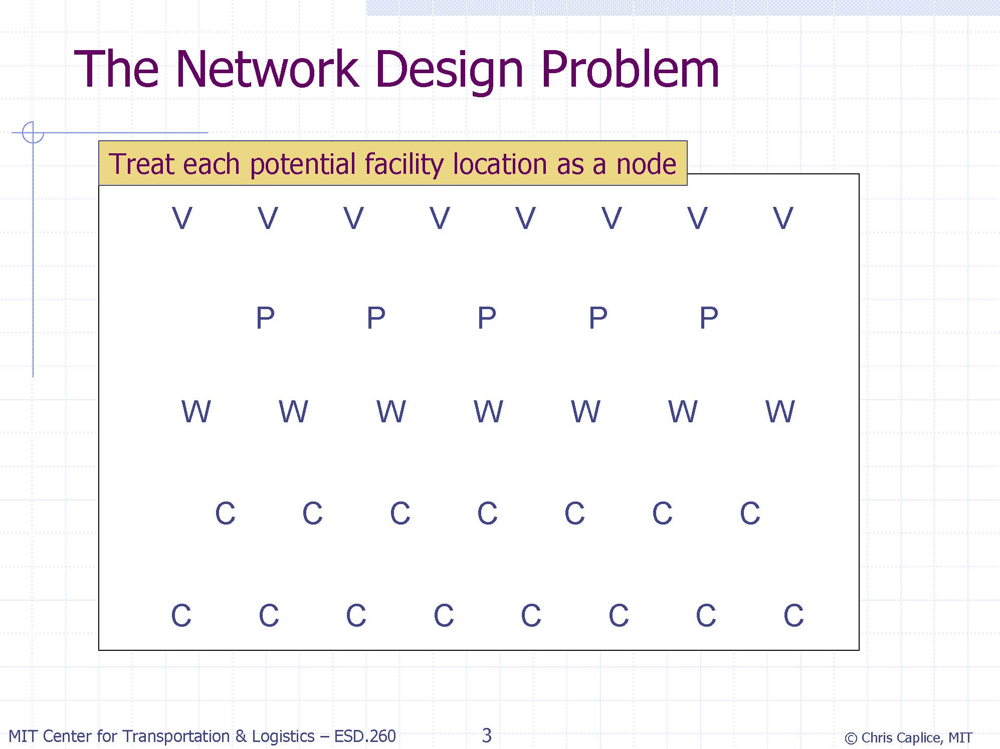 The Network Design Problem
Treat each potential facility location as a node
V V V V V V V V
P P P P P
W W W W W W W
C C C C C C C
C C C C C C C C
MIT Center for Transportation & Logistics – ESD.260 3 © Chris Caplice, MIT